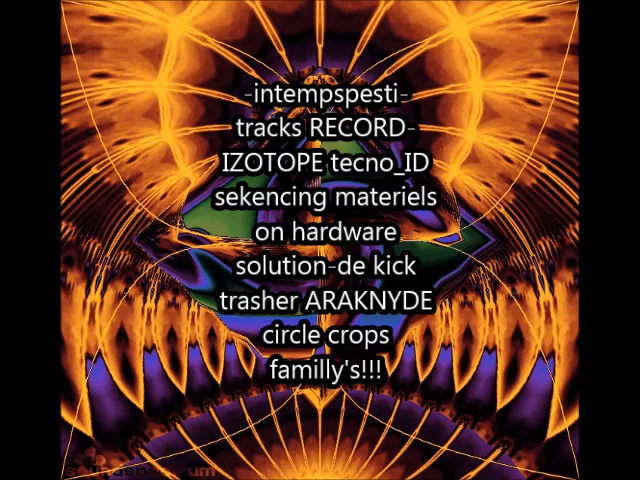 -intempspesti-
tracks RECORD-
IZOTOPE tecno_ID
sekencing materiels
on hardware
solution-de kick
trasher ARAKNYDE
circle crops
familly's!!!